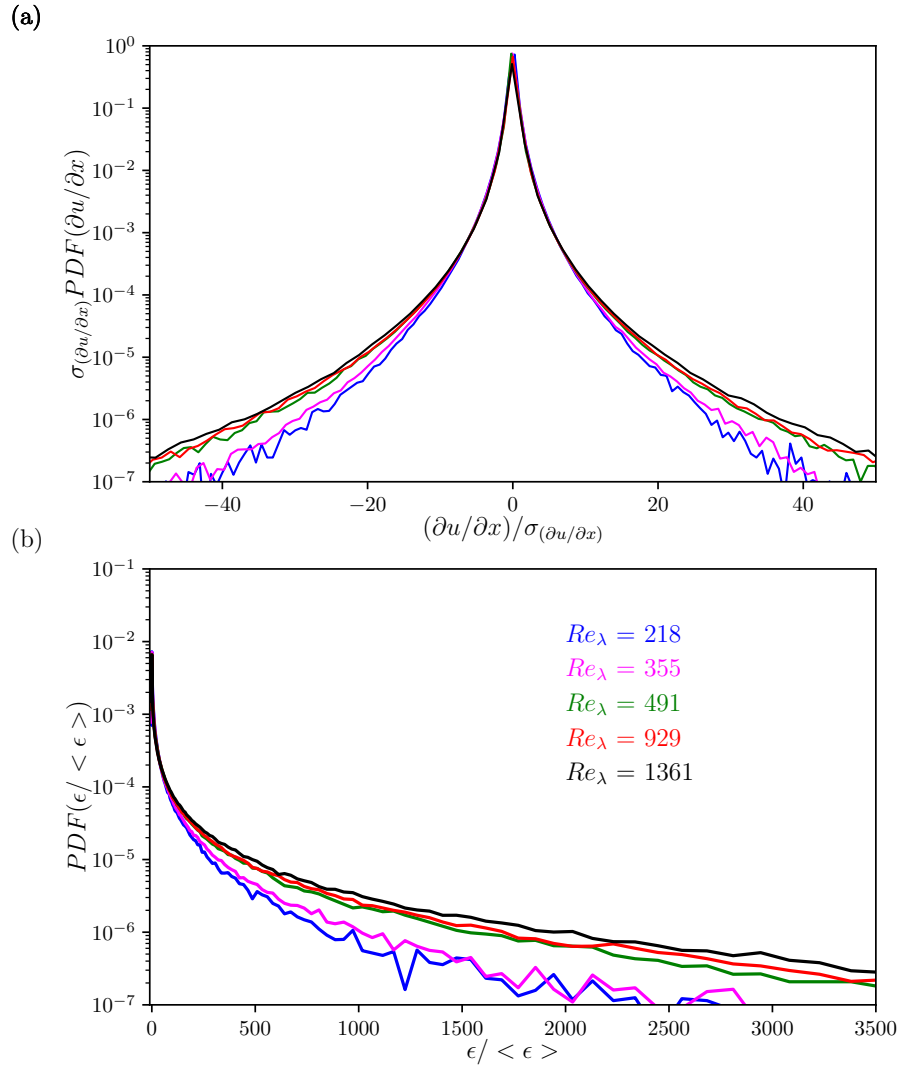 (a)
10⁰
10⁻¹
10⁻²
10⁻³
10⁻⁴
10⁻⁵
10⁻⁶
10⁻⁷
σ₍∂u/∂x₎PDF(∂u/∂x)
−40 −20 0 20 40
(∂u/∂x)/σ₍∂u/∂x₎
(b)
10⁻¹
10⁻²
10⁻³
10⁻⁴
10⁻⁵
10⁻⁶
10⁻⁷
PDF(ϵ/ < ϵ >)
Re_λ = 218
Re_λ = 355
Re_λ = 491
Re_λ = 929
Re_λ = 1361
0 500 1000 1500 2000 2500 3000 3500
ϵ/ < ϵ >